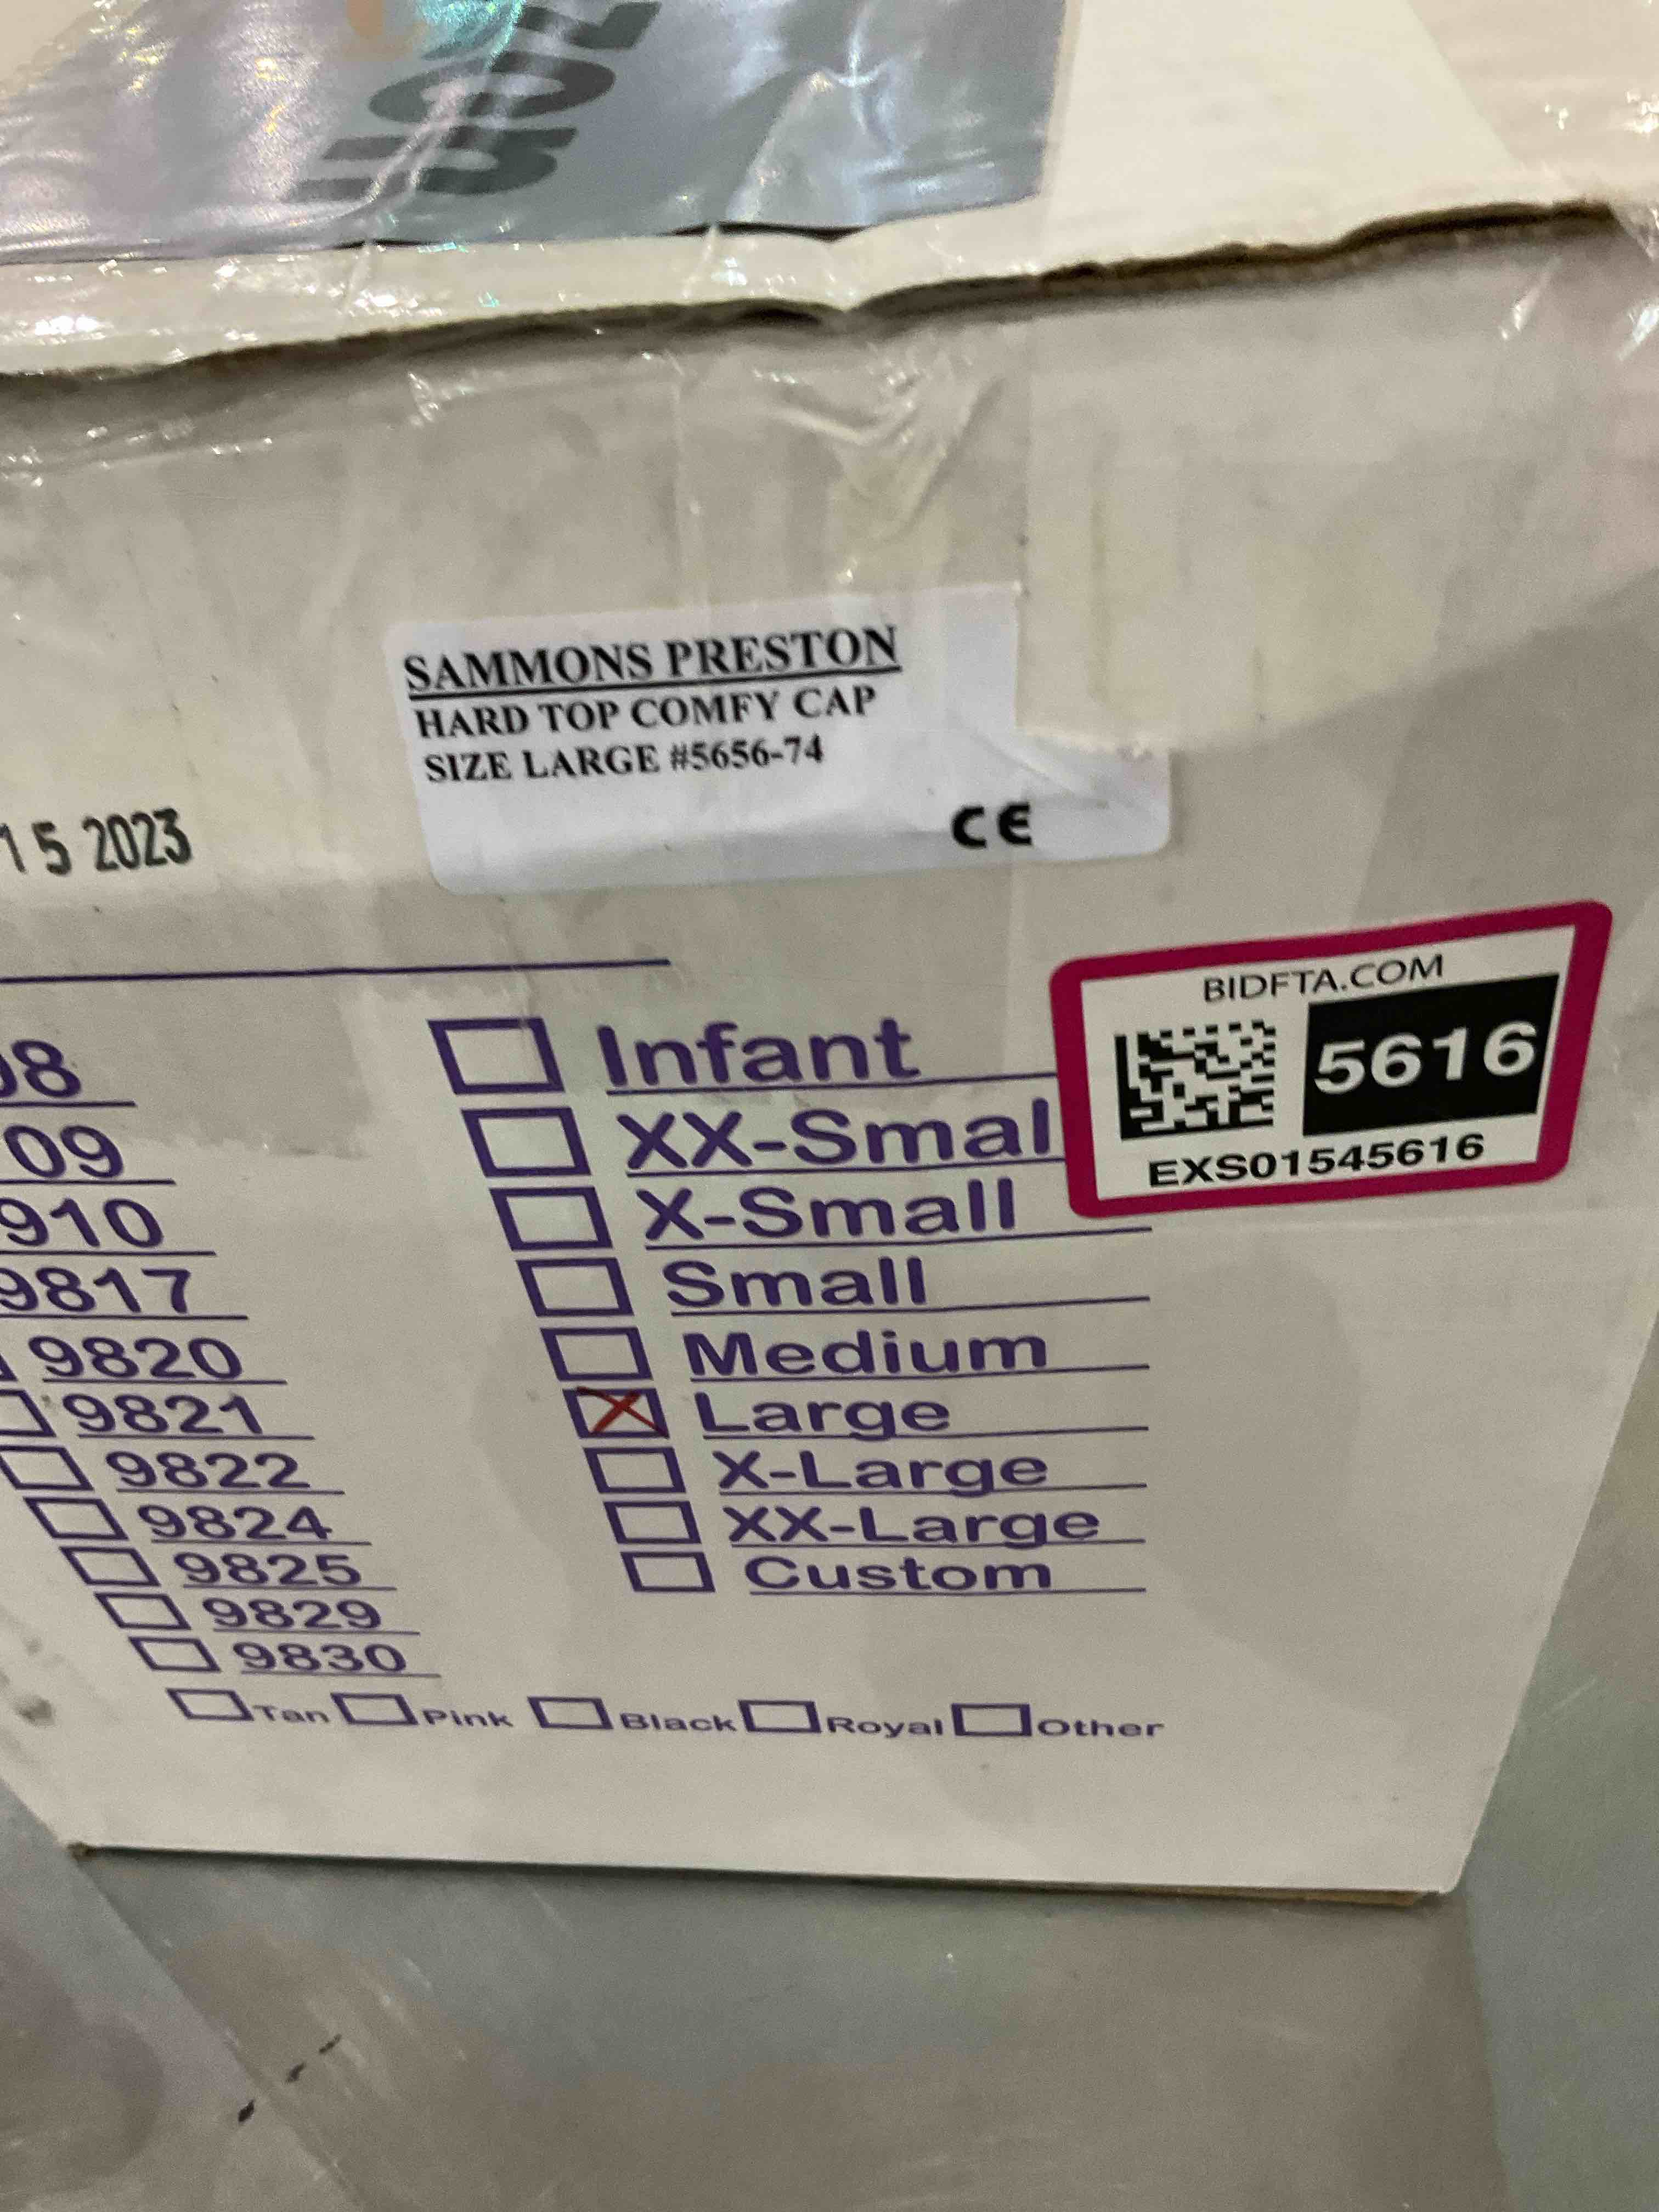 SAMMONS PRESTON
HARD TOP COMFY CAP
SIZE LARGE #5656-74
CE
15 2023
BIDFTA.COM
5616
EXS01545616
Infant
XX-Smal
X-Small
Small
Medium
Large
X-Large
XX-Large
Custom
08
09
910
9817
9820
9821
9822
9824
9825
9829
9830
Tan Pink Black Royal Other